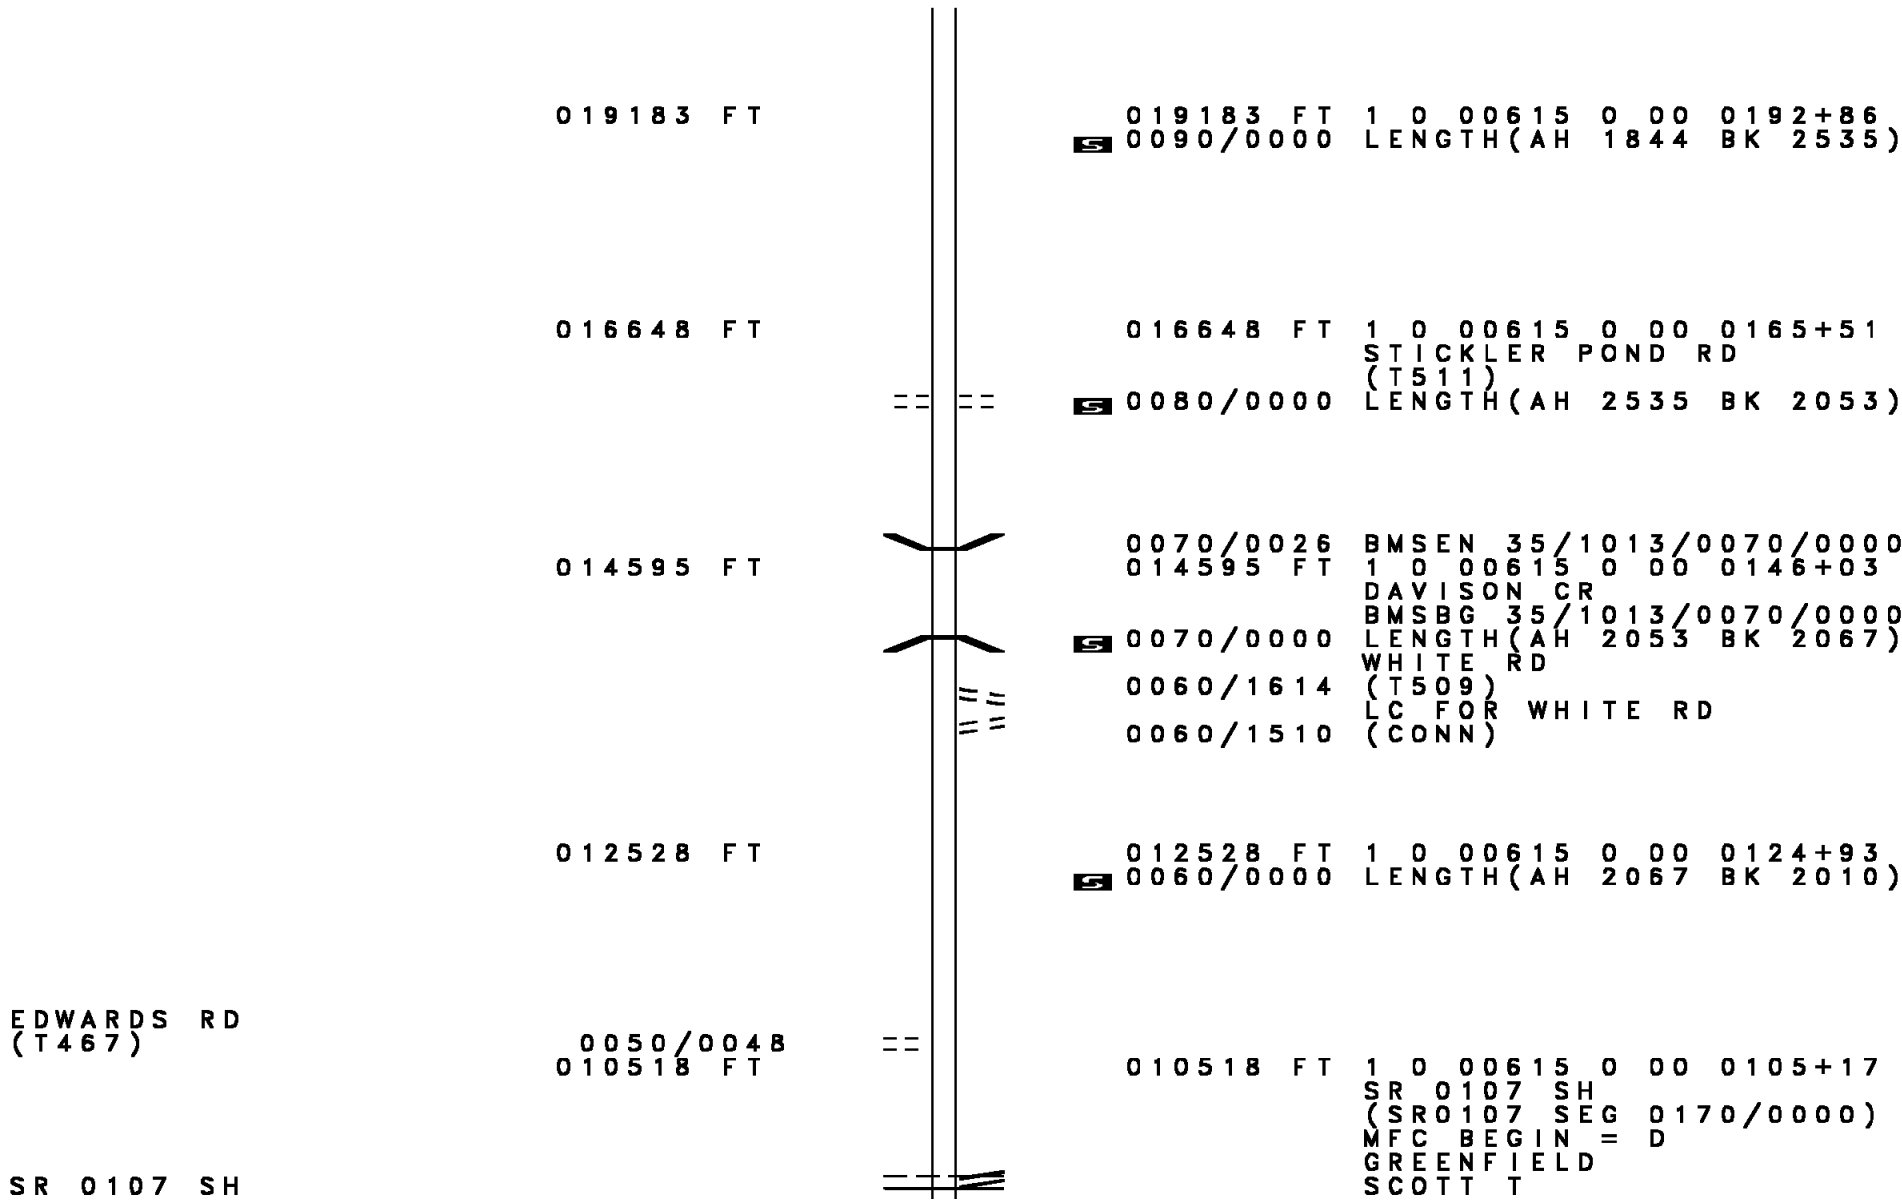 019183 FT 019183 FT 1 0 00615 0 00 0192+86
S 0090/0000 LENGTH(AH 1844 BK 2535)
016648 FT 016648 FT 1 0 00615 0 00 0165+51
STICKLER POND RD
(T511)
S 0080/0000 LENGTH(AH 2535 BK 2053)
0070/0026 BMSEN 35/1013/0070/0000
014595 FT 014595 FT 1 0 00615 0 00 0146+03
DAVISON CR
BMSBG 35/1013/0070/0000
S 0070/0000 LENGTH(AH 2053 BK 2067)
WHITE RD
0060/1614 (T509)
LC FOR WHITE RD
0060/1510 (CONN)
012528 FT 012528 FT 1 0 00615 0 00 0124+93
S 0060/0000 LENGTH(AH 2067 BK 2010)
EDWARDS RD
(T467) 0050/0048
010518 FT 010518 FT 1 0 00615 0 00 0105+17
SR 0107 SH
(SR0107 SEG 0170/0000)
MFC BEGIN = D
GREENFIELD
SR 0107 SH SCOTT T